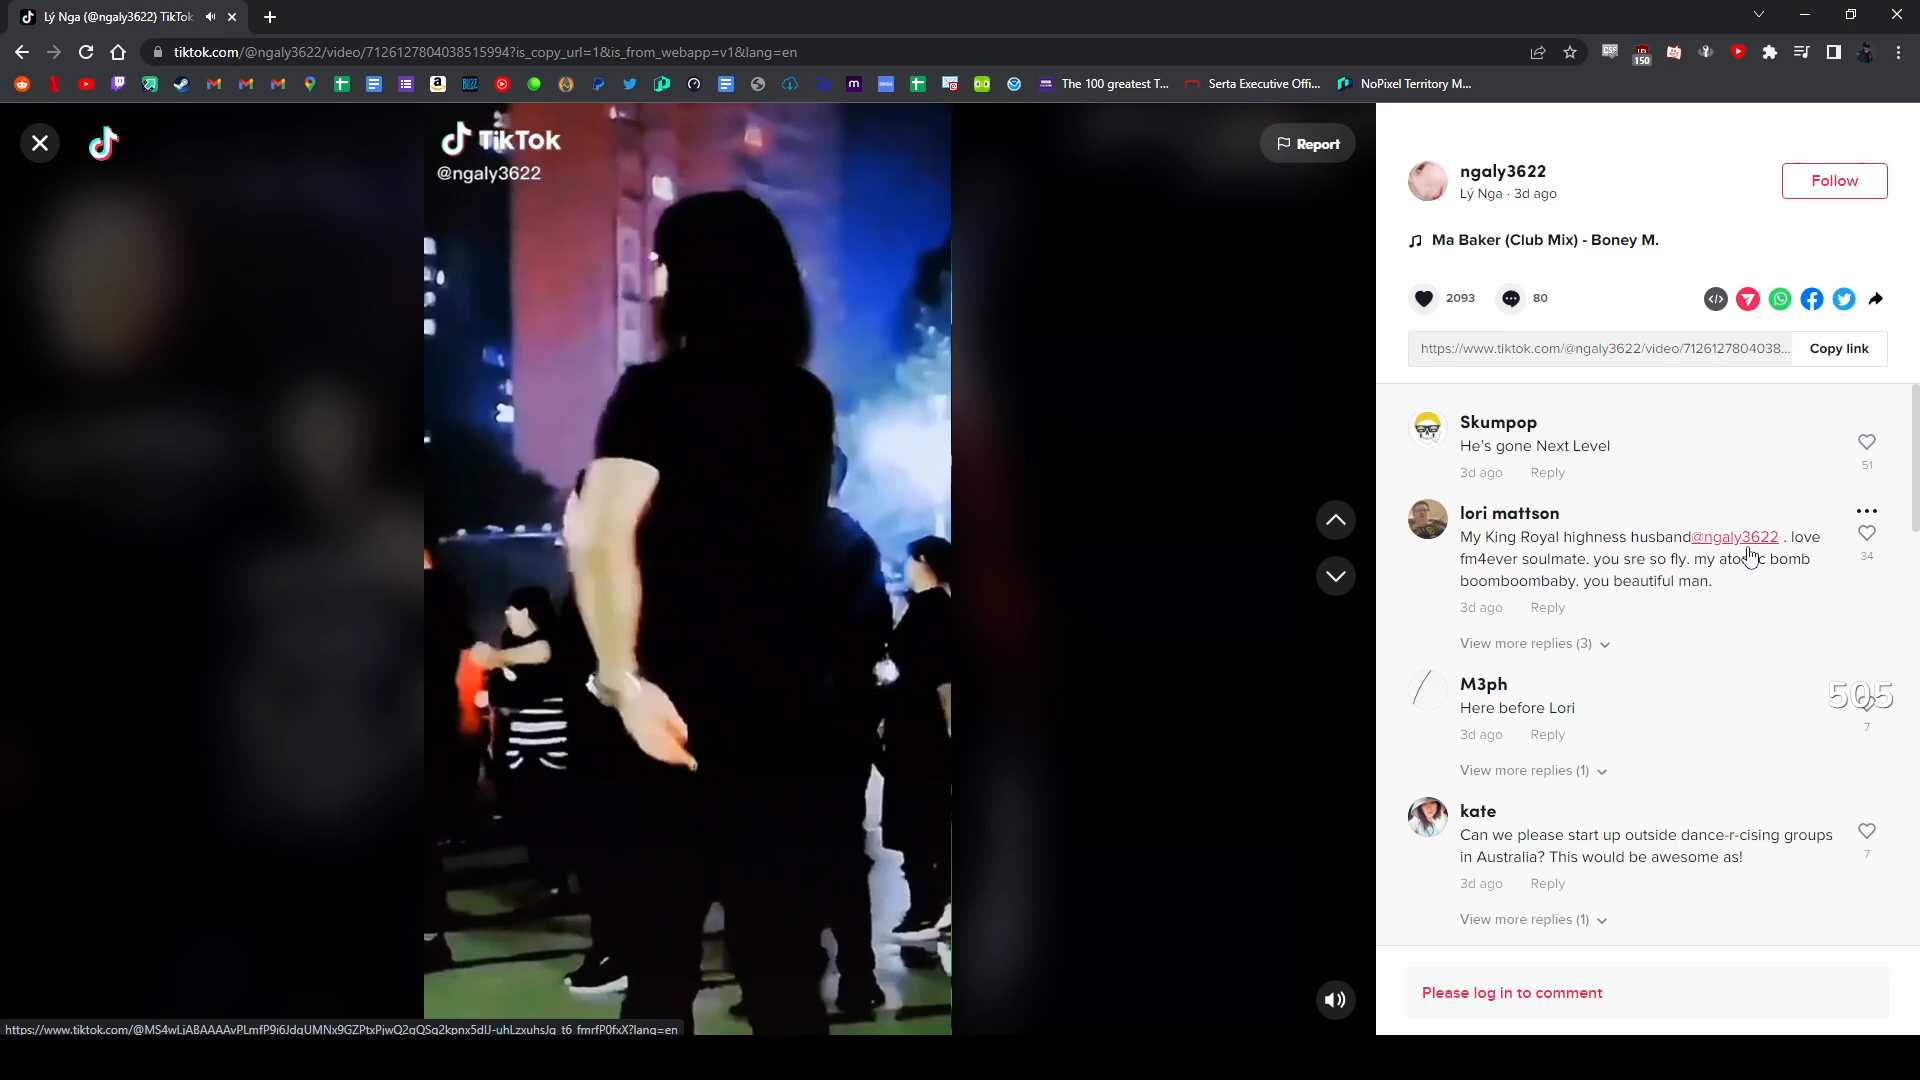 Lý Nga (@ngaly3622) TikTok
tiktok.com/@ngaly3622/video/7126127804038515994?is_copy_url=1&is_from_webapp=v1&lang=en
150
The 100 greatest T...
Serta Executive Offi...
NoPixel Territory M...
TikTok
@ngaly3622
Report
ngaly3622
Lý Nga · 3d ago
Follow
Ma Baker (Club Mix) - Boney M.
2093
80
https://www.tiktok.com/@ngaly3622/video/7126127804038...
Copy link
Skumpop
He's gone Next Level
3d ago Reply
51
lori mattson
My King Royal highness husband@ngaly3622 . love
fm4ever soulmate. you sre so fly. my bomb
boomboombaby. you beautiful man.
34
3d ago Reply
View more replies (3)
M3ph
Here before Lori
505
7
3d ago Reply
View more replies (1)
kate
Can we please start up outside dance-r-cising groups
in Australia? This would be awesome as!
7
3d ago Reply
View more replies (1)
Please log in to comment